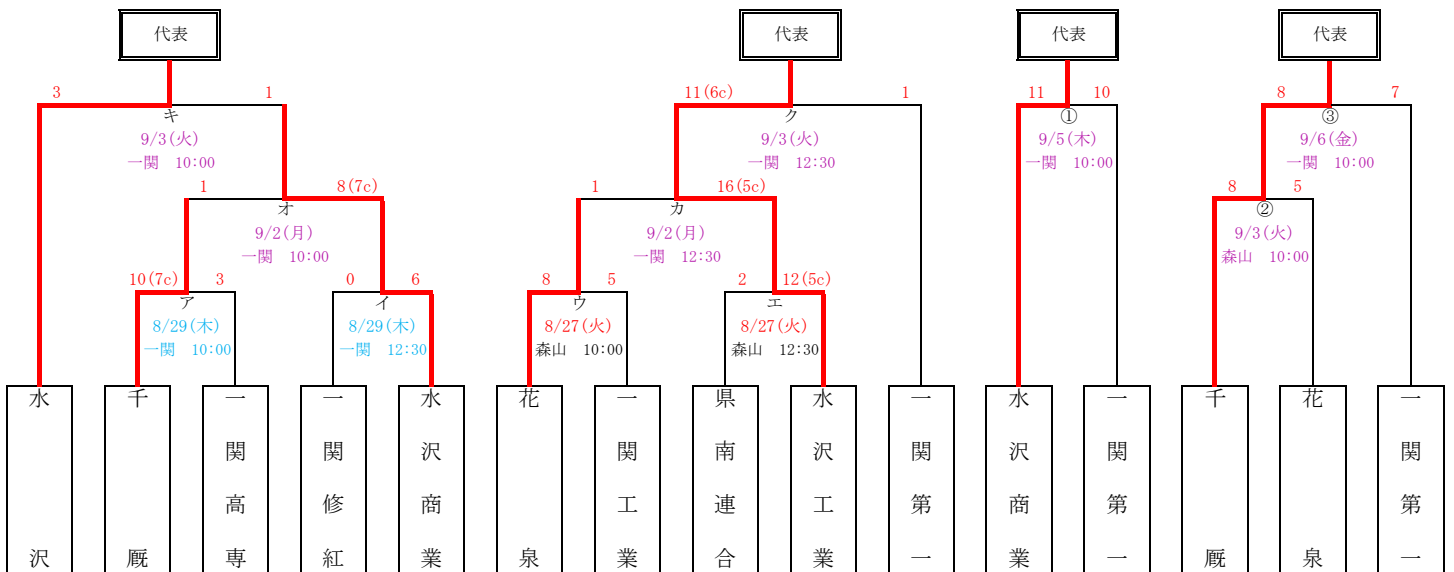 代表 代表 代表 代表
3 1 11(6c) 1 11 10 8 7
キ ク ① ③
9/3(火) 9/3(火) 9/5(木) 9/6(金)
一関 10:00 一関 12:30 一関 10:00 一関 10:00
1 8(7c) 1 16(5c) 8 5
オ カ ②
9/2(月) 9/2(月) 9/3(火)
一関 10:00 一関 12:30 森山 10:00
10(7c) 3 0 6 8 5 2 12(5c)
ア イ ウ エ
8/29(木) 8/29(木) 8/27(火) 8/27(火)
一関 10:00 一関 12:30 森山 10:00 森山 12:30
水沢
千厩
一関高専
一関修紅
水沢商業
花泉
一関工業
県南連合
水沢工業
一関第一
水沢商業
一関第一
千厩
花泉
一関第一